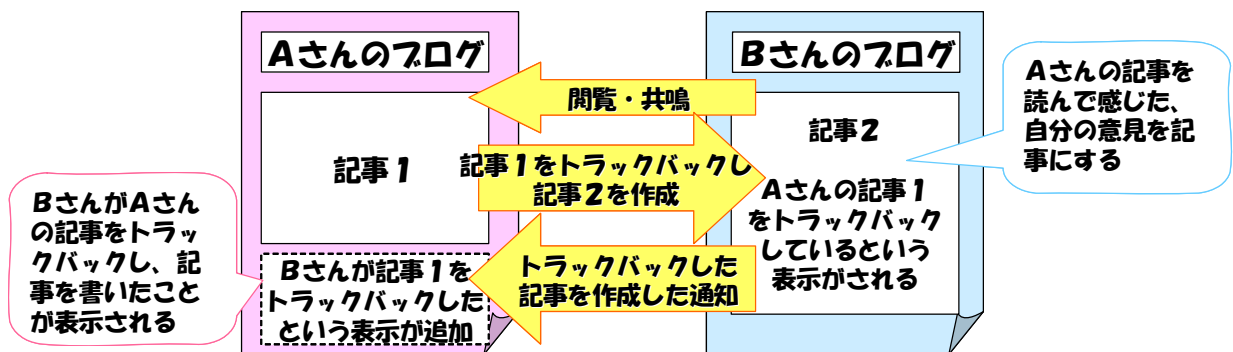 Aさんのブログ
記事1
Bさんが記事1を
トラックバックした
という表示が追加
BさんがAさん
の記事をトラッ
クバックし、記
事を書いたこと
が表示される
閲覧・共鳴
記事1をトラックバックし
記事2を作成
トラックバックした
記事を作成した通知
Bさんのブログ
記事2
Aさんの記事1
をトラックバック
しているという
表示がされる
Aさんの記事を
読んで感じた、
自分の意見を記
事にする